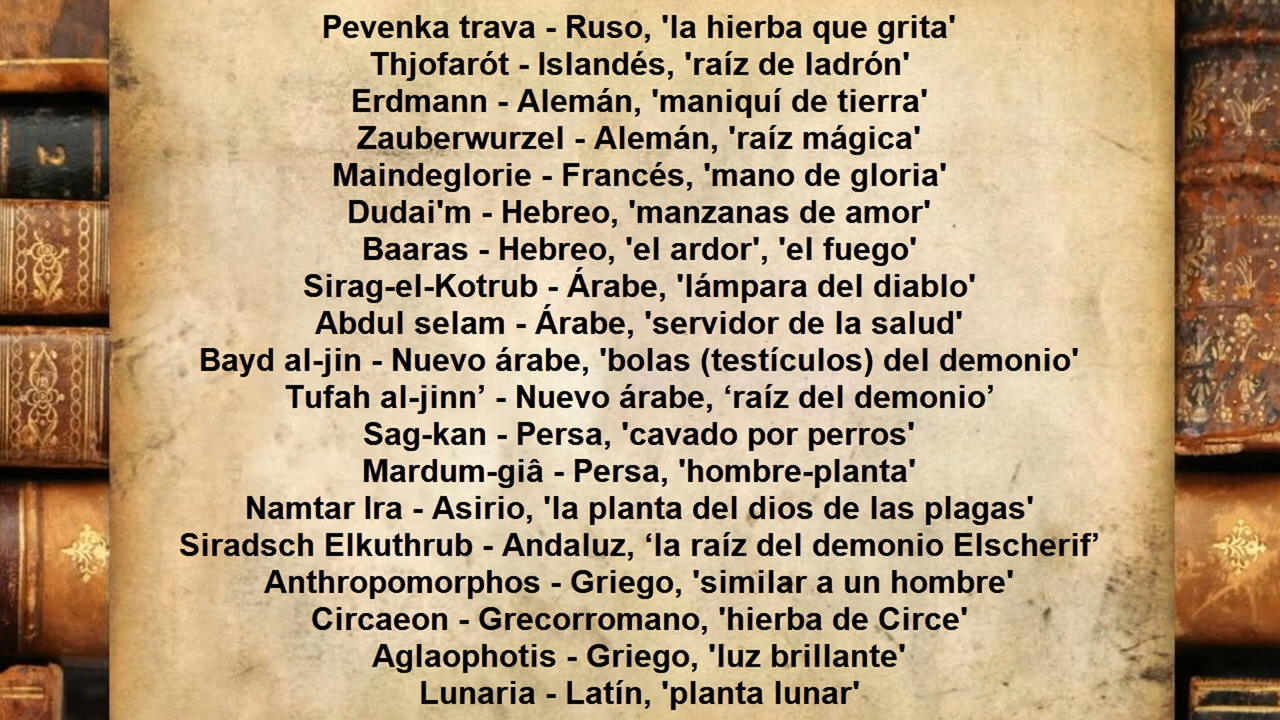 Pevenka trava - Ruso, 'la hierba que grita'
Thjofarót - Islandés, 'raíz de ladrón'
Erdmann - Alemán, 'maniquí de tierra'
Zauberwurzel - Alemán, 'raíz mágica'
Maindeglorie - Francés, 'mano de gloria'
Dudai'm - Hebreo, 'manzanas de amor'
Baaras - Hebreo, 'el ardor', 'el fuego'
Sirag-el-Kotrub - Árabe, 'lámpara del diablo'
Abdul selam - Árabe, 'servidor de la salud'
Bayd al-jin - Nuevo árabe, 'bolas (testículos) del demonio'
Tufah al-jinn’ - Nuevo árabe, ‘raíz del demonio’
Sag-kan - Persa, 'cavado por perros'
Mardum-giâ - Persa, 'hombre-planta'
Namtar Ira - Asirio, 'la planta del dios de las plagas'
Siradsch Elkuthrub - Andaluz, ‘la raíz del demonio Elscherif’
Anthropomorphos - Griego, 'similar a un hombre'
Circaeon - Grecorromano, 'hierba de Circe'
Aglaophotis - Griego, 'luz brillante'
Lunaria - Latín, 'planta lunar'